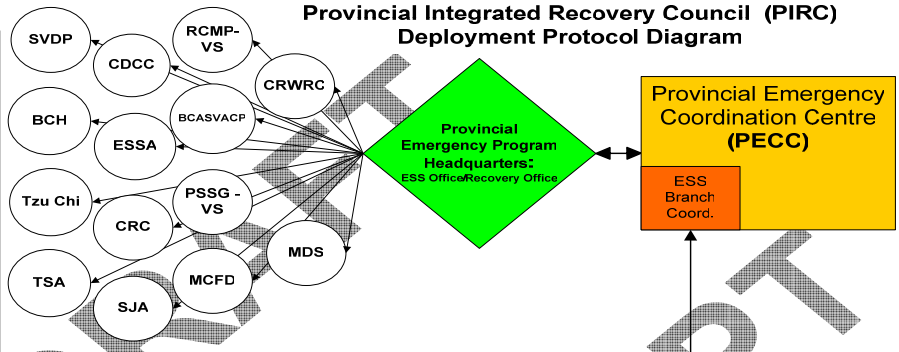 Provincial Integrated Recovery Council (PIRC)
Deployment Protocol Diagram
SVDP
CDCC
RCMP-
VS
CRWRC
BCH
ESSA
BCASVACP
Tzu Chi
CRC
PSSG -
VS
MDS
TSA
SJA
MCFD
Provincial
Emergency Program
Headquarters:
ESS Office/Recovery Office
Provincial Emergency
Coordination Centre
(PECC)
ESS
Branch
Coord.